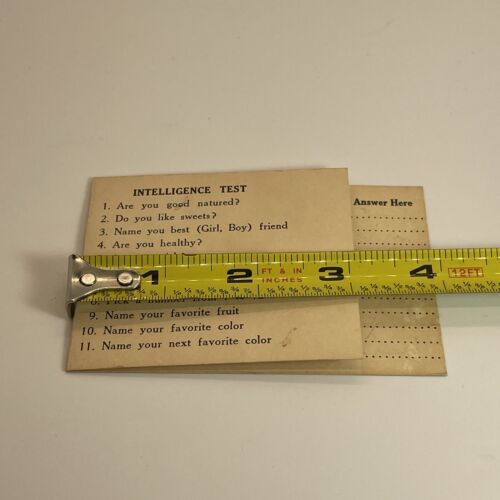 INTELLIGENCE TEST
1. Are you good natured?
2. Do you like sweets?
3. Name you best (Girl, Boy) friend
4. Are you healthy?
Answer Here
1 2 FT & IN 3 4 12FT
INCHES
9. Name your favorite fruit
10. Name your favorite color
11. Name your next favorite color